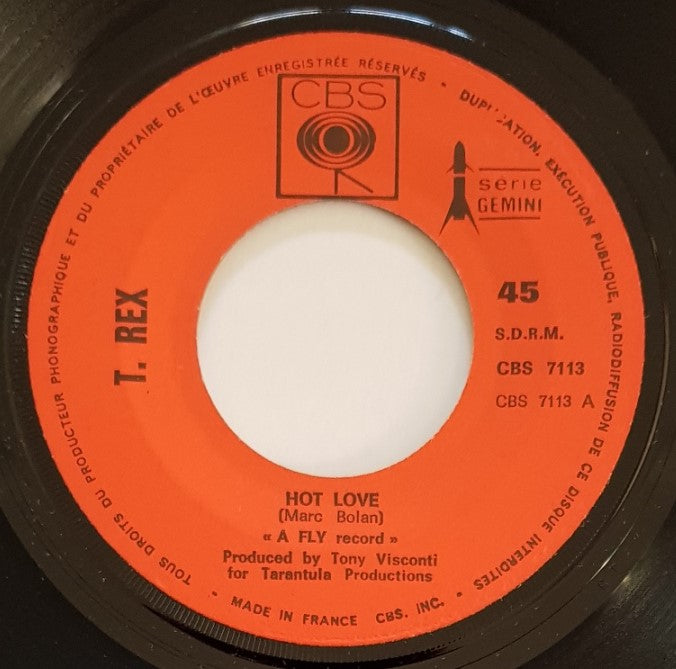 TOUS DROITS DU PRODUCTEUR PHONOGRAPHIQUE ET DU PROPRIÉTAIRE DE L'ŒUVRE ENREGISTRÉE RÉSERVÉS • DUPLICATION, EXÉCUTION PUBLIQUE, RADIODIFFUSION DE CE DISQUE INTERDITES •
CBS
série
GEMINI
T. REX
45
S.D.R.M.
CBS 7113
CBS 7113 A
HOT LOVE
(Marc Bolan)
« A FLY record »
Produced by Tony Visconti
for Tarantula Productions
• MADE IN FRANCE CBS. INC. •